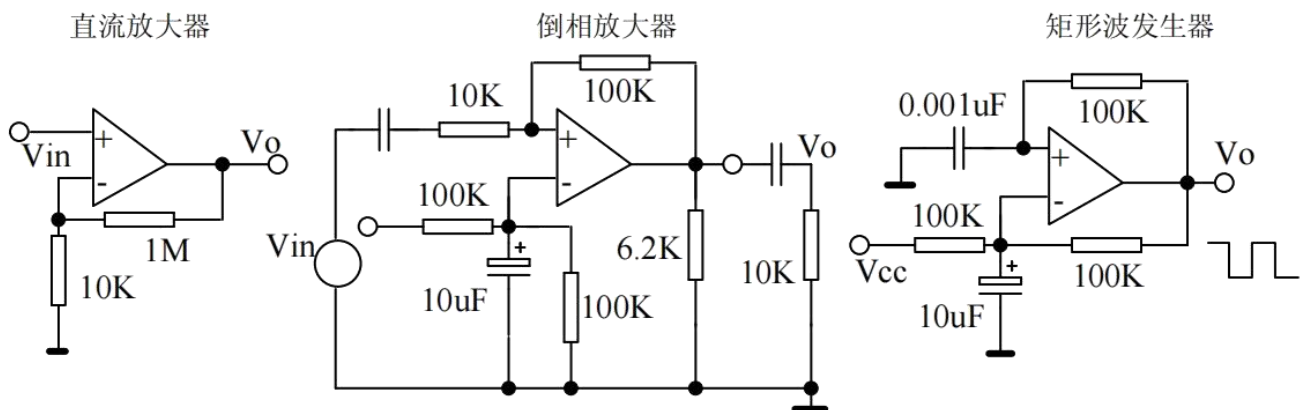 直流放大器
Vin
+
-
Vo
1M
10K
倒相放大器
100K
10K
+
-
Vo
100K
Vin
+
10uF
100K
6.2K
10K
矩形波发生器
0.001uF
100K
+
-
Vo
100K
Vcc
100K
+
10uF